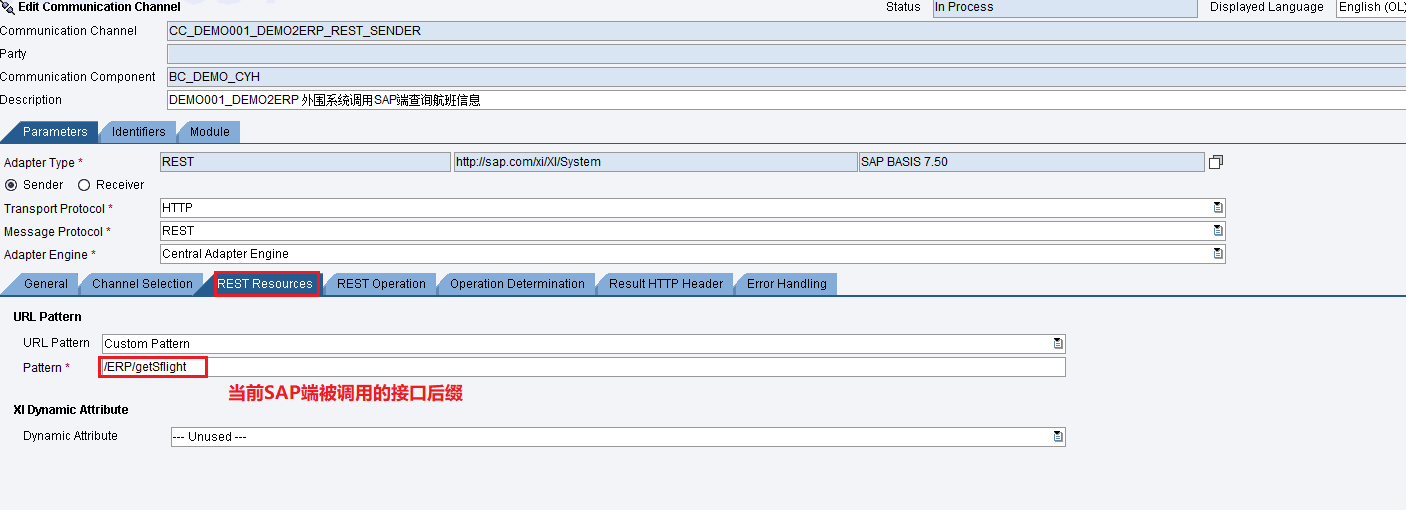 Edit Communication Channel Status In Process Displayed Language English (OL)
Communication Channel CC_DEMO001_DEMO2ERP_REST_SENDER
Party
Communication Component BC_DEMO_CYH
Description DEMO001_DEMO2ERP 外围系统调用SAP端查询航班信息
Parameters Identifiers Module
Adapter Type * REST http://sap.com/xi/XI/System SAP BASIS 7.50
Sender Receiver
Transport Protocol * HTTP
Message Protocol * REST
Adapter Engine * Central Adapter Engine
General Channel Selection REST Resources REST Operation Operation Determination Result HTTP Header Error Handling
URL Pattern
URL Pattern Custom Pattern
Pattern * /ERP/getSflight
当前SAP端被调用的接口后缀
XI Dynamic Attribute
Dynamic Attribute --- Unused ---